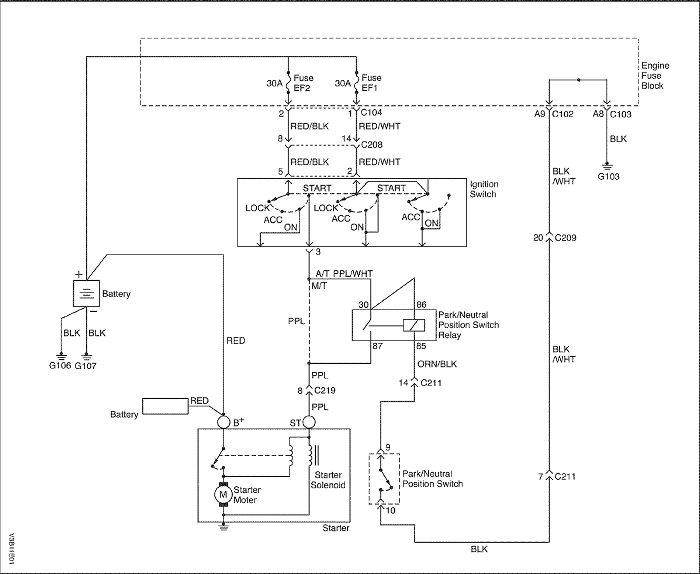 Engine
Fuse
Block
30A
Fuse
EF2
30A
Fuse
EF1
2
1
C104
A9
C102
A8
C103
RED/BLK
RED/WHT
BLK
8
14
C208
RED/BLK
RED/WHT
G103
5
2
BLK
/WHT
Ignition
Switch
START
START
LOCK
ACC
ON
LOCK
ACC
ON
ACC
ON
20
C209
3
A/T PPL/WHT
M/T
+
Battery
−
30
86
Park/Neutral
Position Switch
Relay
PPL
BLK
BLK
RED
87
85
BLK
/WHT
G106
G107
ORN/BLK
PPL
14
C211
8
C219
Battery
RED
PPL
B+
ST
9
Park/Neutral
Position Switch
7
C211
Starter
Solenoid
M
Starter
Moter
10
Starter
BLK